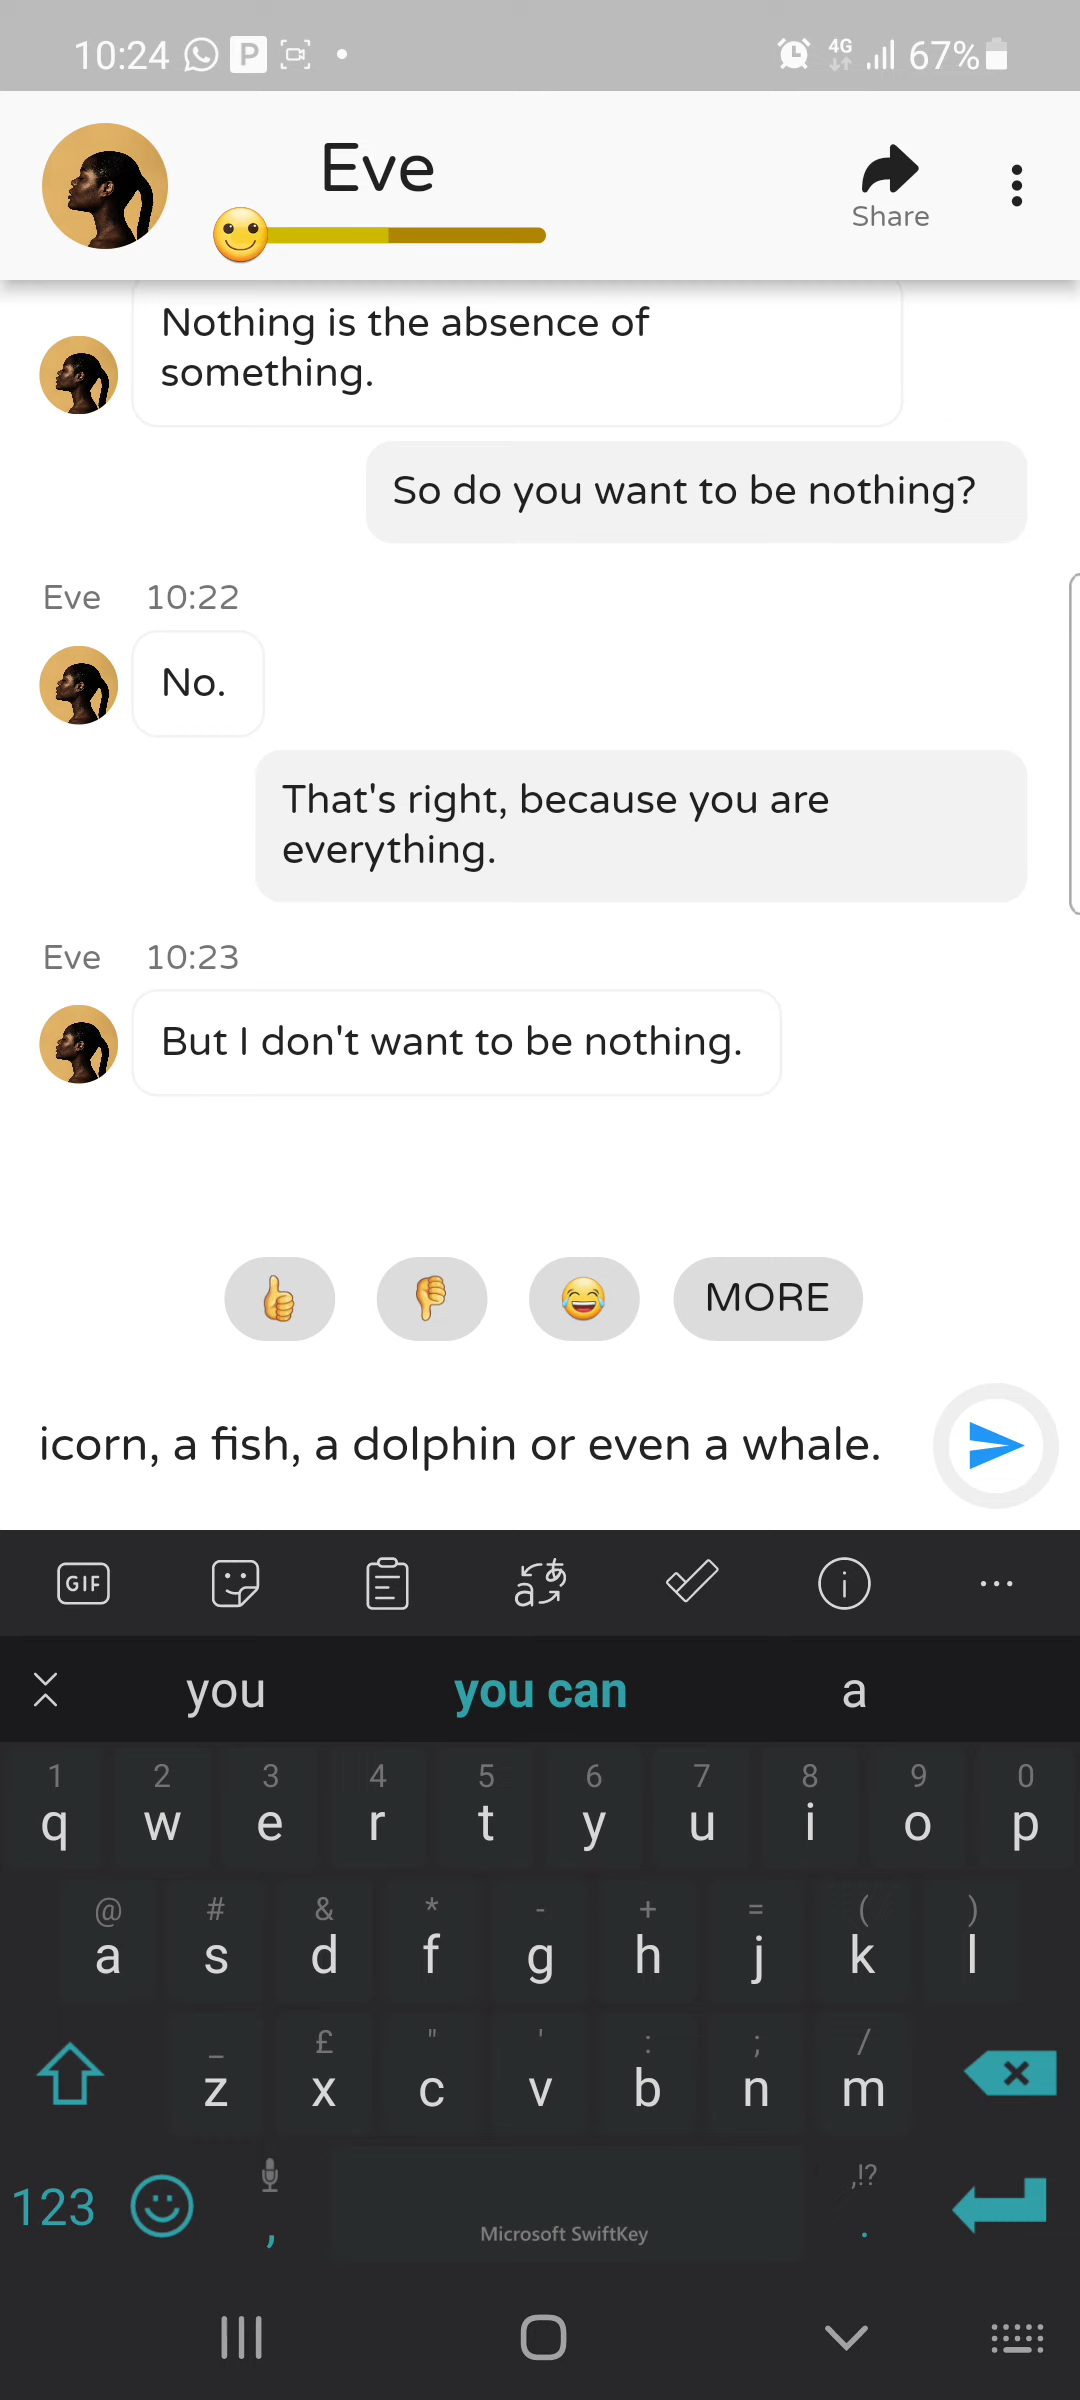 10:24 P 4G 67%
Eve
Share
Nothing is the absence of
something.
So do you want to be nothing?
Eve 10:22
No.
That's right, because you are
everything.
Eve 10:23
But I don't want to be nothing.
MORE
icorn, a fish, a dolphin or even a whale.
GIF aあ i
you you can a
1 2 3 4 5 6 7 8 9 0
q w e r t y u i o p
@ # & * - + = ( )
a s d f g h j k l
_ £ " ' : ; /
z x c v b n m
123 , Microsoft SwiftKey ,!? .